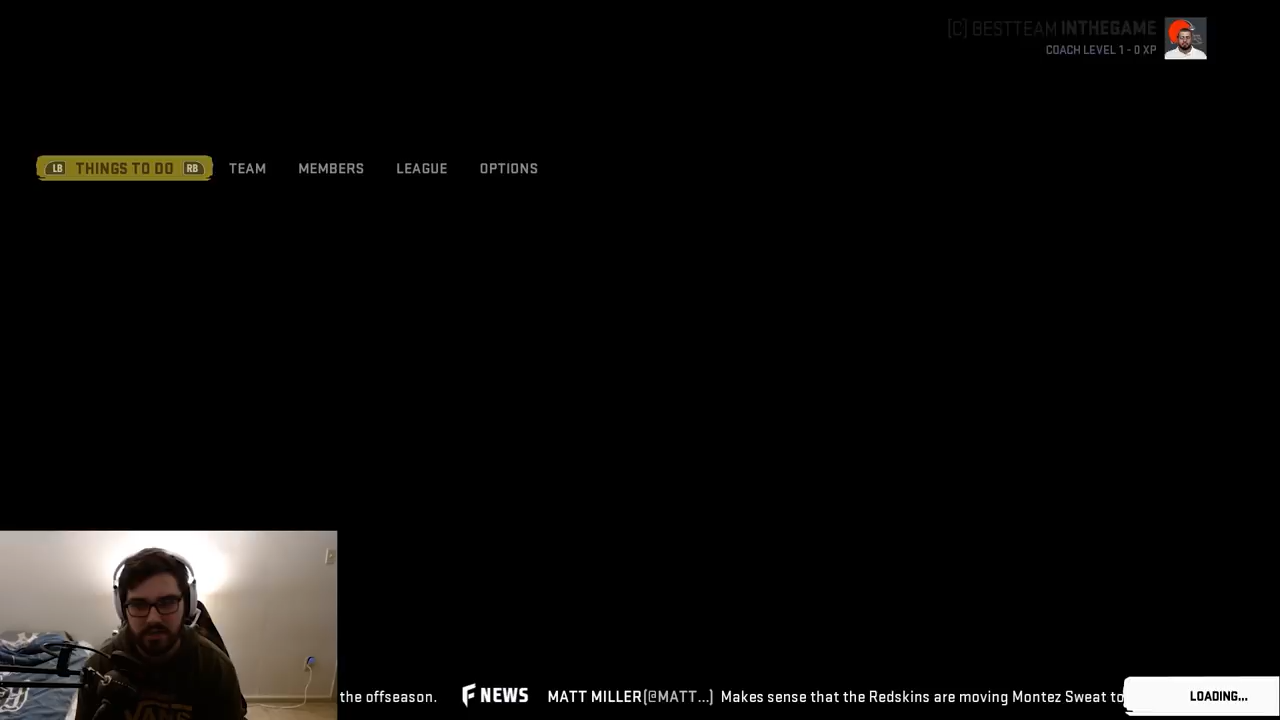 [C] BESTTEAM INTHEGAME
COACH LEVEL 1 - 0 XP
LB THINGS TO DO RB TEAM MEMBERS LEAGUE OPTIONS
VANS
the offseason. F NEWS MATT MILLER [@MATT...] Makes sense that the Redskins are moving Montez Sweat to
LOADING...